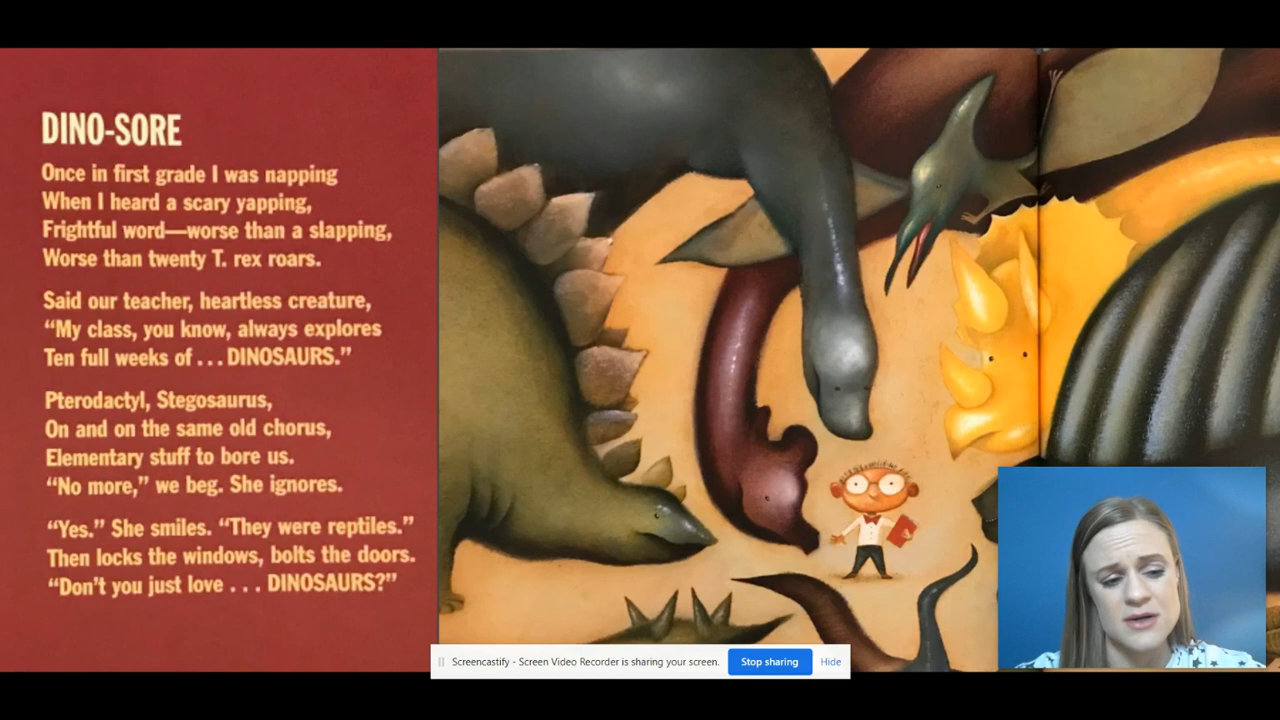 DINO-SORE
Once in first grade I was napping
When I heard a scary yapping,
Frightful word—worse than a slapping,
Worse than twenty T. rex roars.
Said our teacher, heartless creature,
“My class, you know, always explores
Ten full weeks of . . . DINOSAURS.”
Pterodactyl, Stegosaurus,
On and on the same old chorus,
Elementary stuff to bore us.
“No more,” we beg. She ignores.
“Yes.” She smiles. “They were reptiles.”
Then locks the windows, bolts the doors.
“Don’t you just love . . . DINOSAURS?”
Screencastify - Screen Video Recorder is sharing your screen.
Stop sharing
Hide